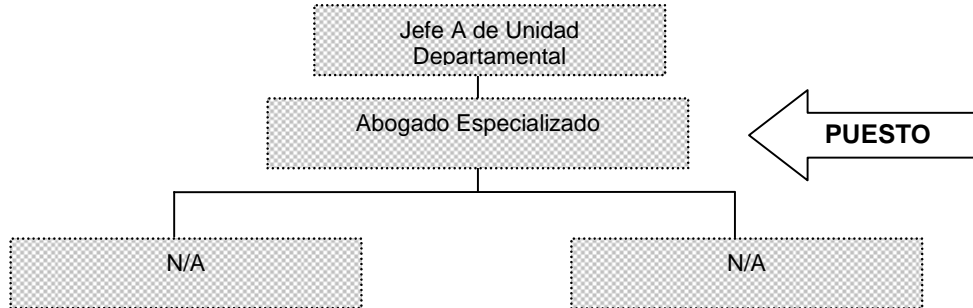 Jefe A de Unidad
Departamental
Abogado Especializado
PUESTO
N/A
N/A